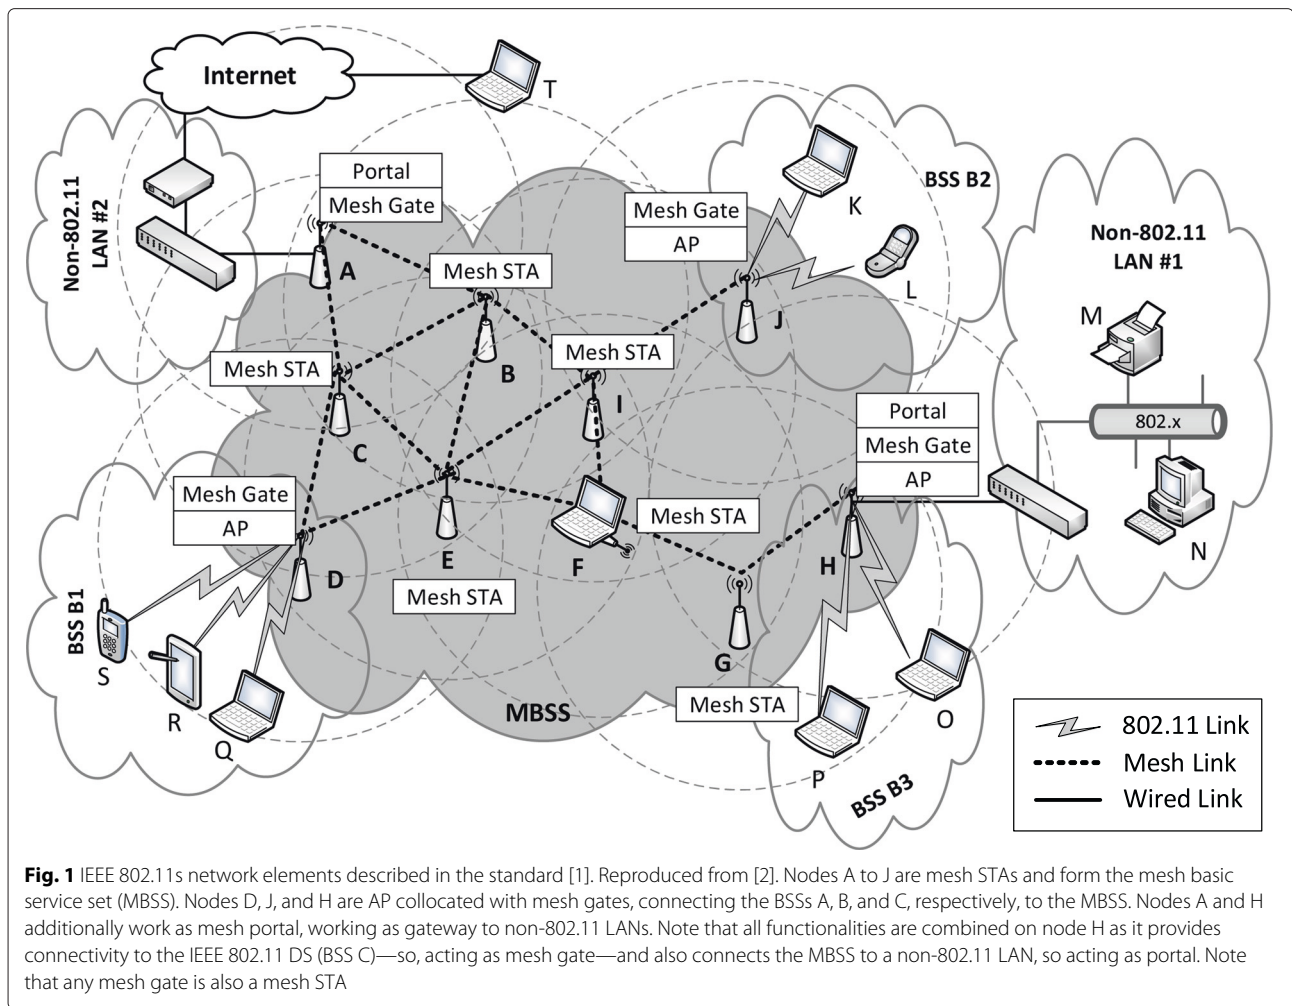 Internet
T
Non-802.11
LAN #2
Portal
Mesh Gate
A
Mesh STA
B
Mesh Gate
AP
K
BSS B2
L
J
Non-802.11
LAN #1
M
802.x
N
Mesh STA
C
Mesh STA
I
Portal
Mesh Gate
AP
H
Mesh Gate
AP
D
E
Mesh STA
F
Mesh STA
G
Mesh STA
BSS B1
S
R
Q
MBSS
P
O
BSS B3
802.11 Link
Mesh Link
Wired Link
Fig. 1 IEEE 802.11s network elements described in the standard [1]. Reproduced from [2]. Nodes A to J are mesh STAs and form the mesh basic
service set (MBSS). Nodes D, J, and H are AP collocated with mesh gates, connecting the BSSs A, B, and C, respectively, to the MBSS. Nodes A and H
additionally work as mesh portal, working as gateway to non-802.11 LANs. Note that all functionalities are combined on node H as it provides
connectivity to the IEEE 802.11 DS (BSS C)—so, acting as mesh gate—and also connects the MBSS to a non-802.11 LAN, so acting as portal. Note
that any mesh gate is also a mesh STA